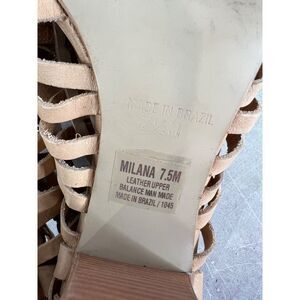 MADE IN BRAZIL
MILANA 7.5M
LEATHER UPPER
BALANCE MAN MADE
MADE IN BRAZIL / 1045